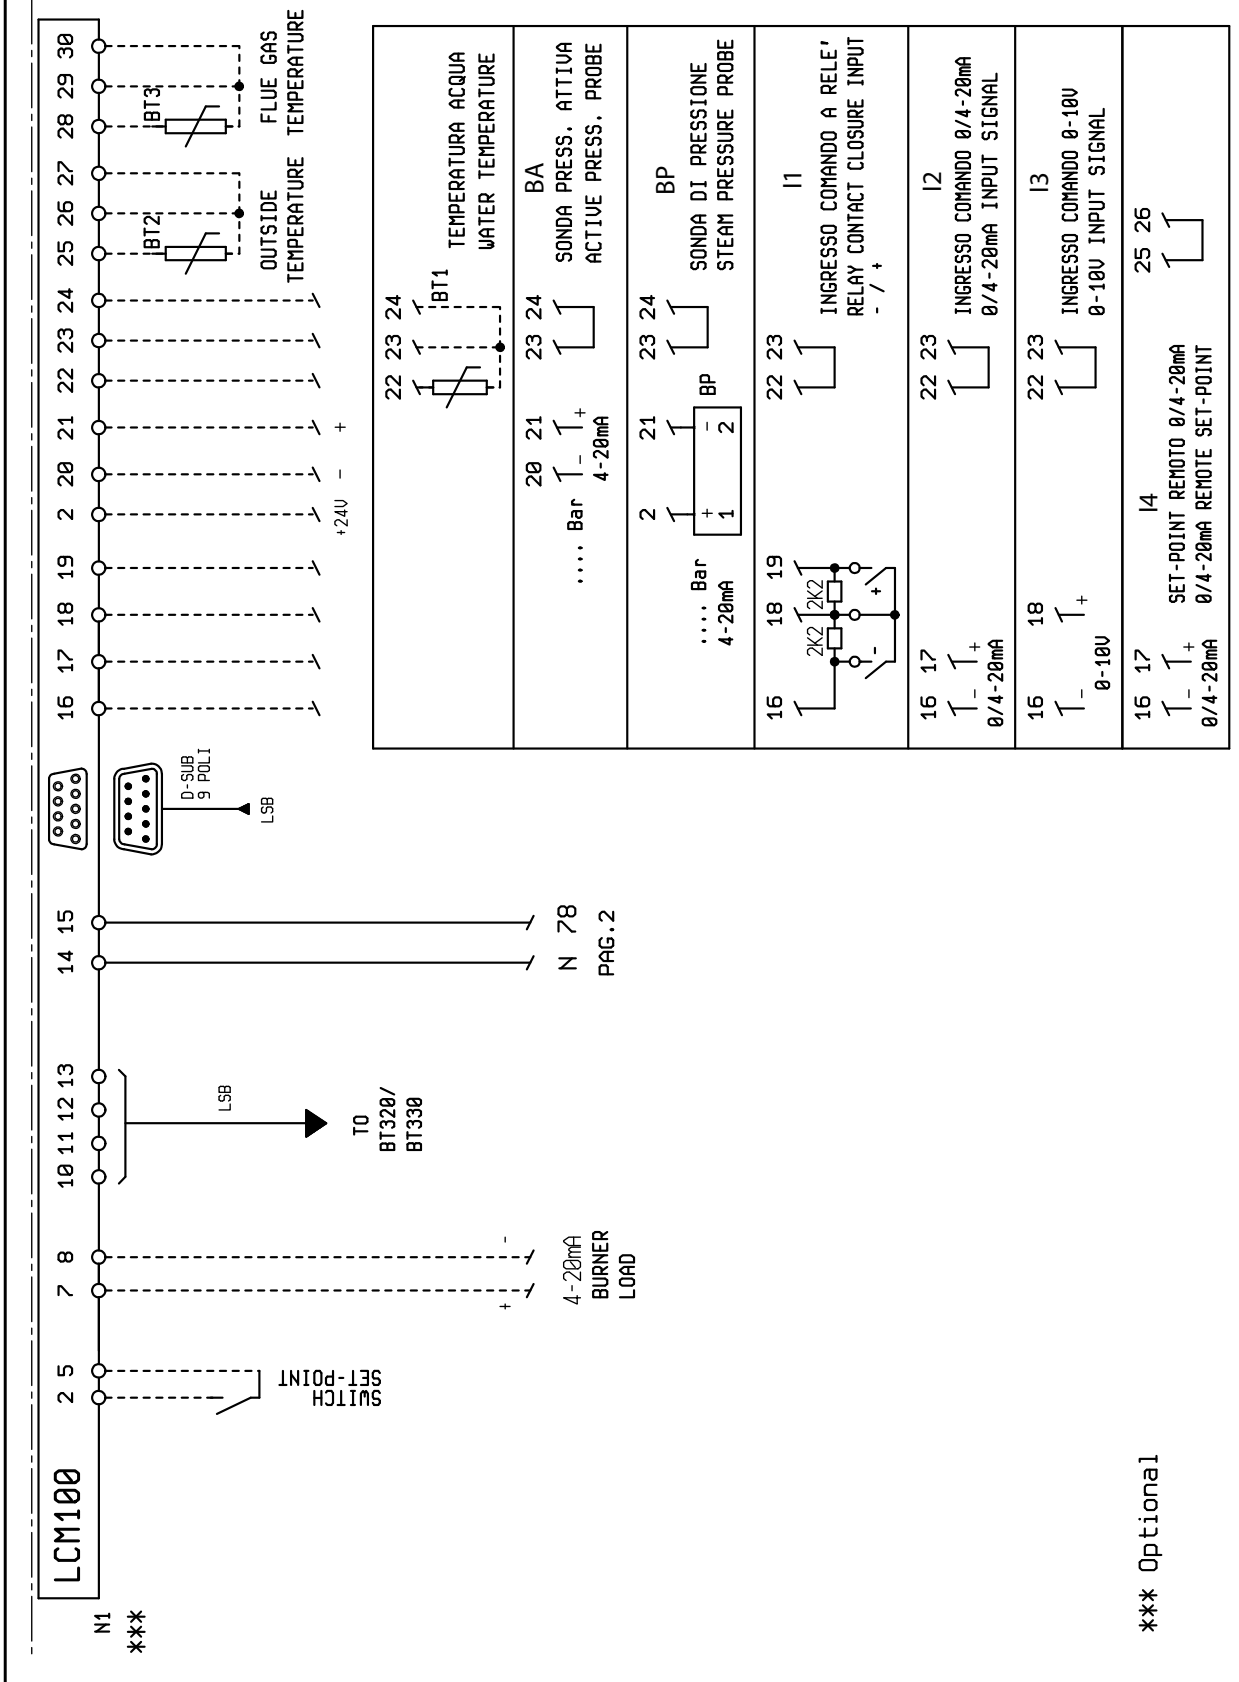 LCM100
N1
***
2 5 7 8 10 11 12 13 14 15 16 17 18 19 2 20 21 22 23 24 25 26 27 28 29 30
SWITCH
SET-POINT
+ -
4-20mA
BURNER
LOAD
LSB
TO
BT320/
BT330
N 78
PAG.2
D-SUB
9 POLI
LSB
+24V - +
BT2
OUTSIDE
TEMPERATURE
BT3
FLUE GAS
TEMPERATURE
22 23 24
BT1
TEMPERATURA ACQUA
WATER TEMPERATURE
BA
20 21 23 24
- +
.... Bar 4-20mA
SONDA PRESS. ATTIVA
ACTIVE PRESS. PROBE
BP
2 21 23 24
BP
+ -
1 2
.... Bar
4-20mA
SONDA DI PRESSIONE
STEAM PRESSURE PROBE
I1
16 18 19 22 23
2K2 2K2
- +
INGRESSO COMANDO A RELE'
RELAY CONTACT CLOSURE INPUT
- / +
I2
16 17 22 23
- +
0/4-20mA
INGRESSO COMANDO 0/4-20mA
0/4-20mA INPUT SIGNAL
I3
16 18 22 23
- +
0-10V
INGRESSO COMANDO 0-10V
0-10V INPUT SIGNAL
I4
16 17 25 26
- +
0/4-20mA
SET-POINT REMOTO 0/4-20mA
0/4-20mA REMOTE SET-POINT
*** Optional